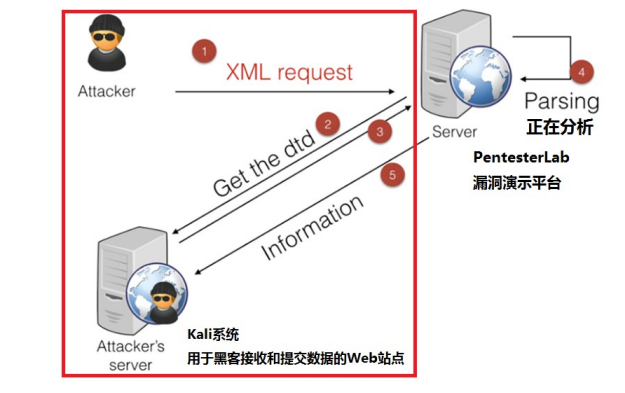 1
XML request
Attacker
2
3
Get the dtd
4
Parsing
正在分析
Server
PentesterLab
漏洞演示平台
5
Information
Kali系统
用于黑客接收和提交数据的Web站点
Attacker's
server